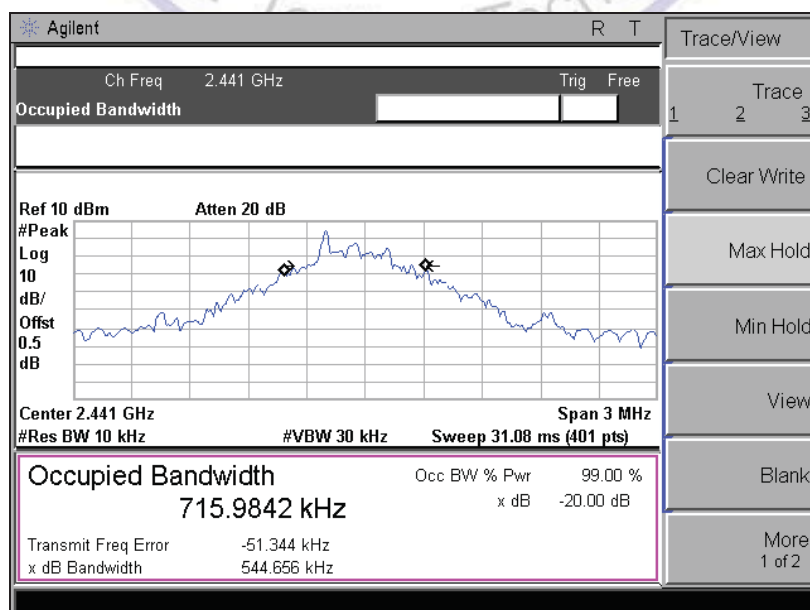 Agilent R T
Trace/View
Ch Freq 2.441 GHz Trig Free
Occupied Bandwidth
Trace
1 2 3
Clear Write
Max Hold
Min Hold
View
Blank
More
1 of 2
Ref 10 dBm Atten 20 dB
#Peak
Log
10
dB/
Offst
0.5
dB
Center 2.441 GHz Span 3 MHz
#Res BW 10 kHz #VBW 30 kHz Sweep 31.08 ms (401 pts)
Occupied Bandwidth
715.9842 kHz
Occ BW % Pwr 99.00 %
x dB -20.00 dB
Transmit Freq Error -51.344 kHz
x dB Bandwidth 544.656 kHz